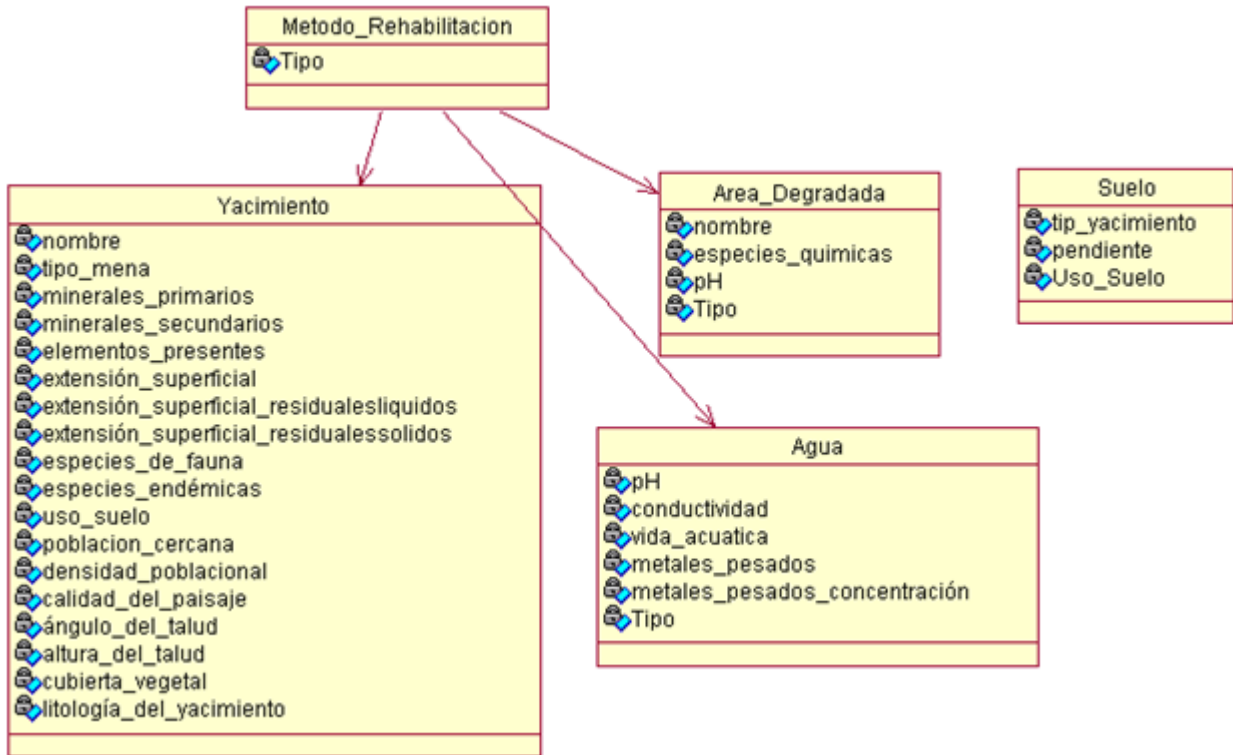 Metodo_Rehabilitacion
Tipo
Yacimiento
nombre
tipo_mena
minerales_primarios
minerales_secundarios
elementos_presentes
extensión_superficial
extensión_superficial_residualesliquidos
extensión_superficial_residualessolidos
especies_de_fauna
especies_endémicas
uso_suelo
poblacion_cercana
densidad_poblacional
calidad_del_paisaje
ángulo_del_talud
altura_del_talud
cubierta_vegetal
litología_del_yacimiento
Area_Degradada
nombre
especies_quimicas
pH
Tipo
Suelo
tip_yacimiento
pendiente
Uso_Suelo
Agua
pH
conductividad
vida_acuatica
metales_pesados
metales_pesados_concentración
Tipo